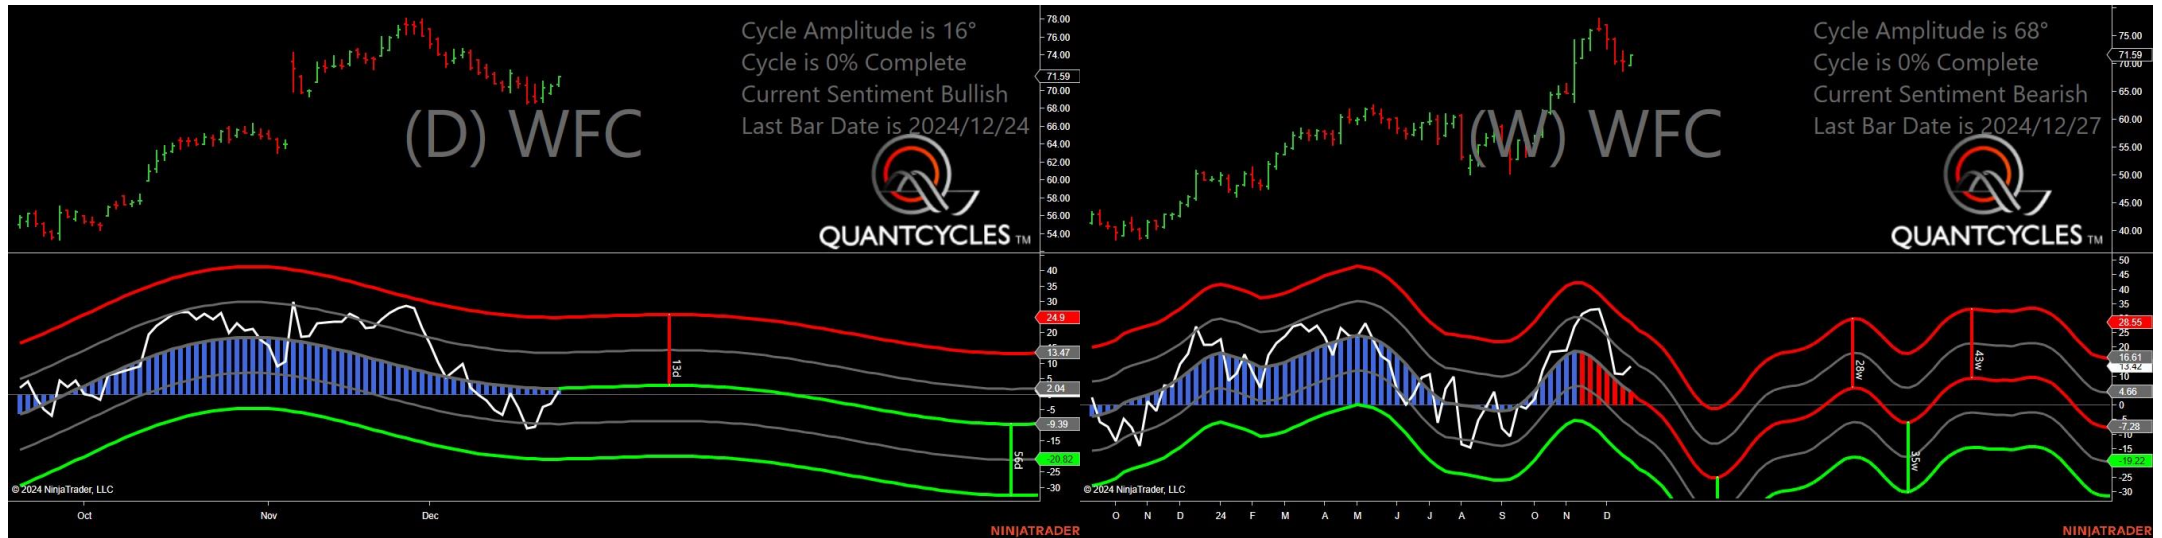 Cycle Amplitude is 16°
Cycle is 0% Complete
Current Sentiment Bullish
Last Bar Date is 2024/12/24
(D) WFC
QUANTCYCLES TM
78.00
76.00
74.00
71.59
70.00
68.00
66.00
64.00
62.00
60.00
58.00
56.00
54.00
40
35
30
24.9
20
13.47
10
5
2.04
-5
-9.39
-15
-20.82
-25
-30
13d
56d
© 2024 NinjaTrader, LLC
Oct
Nov
Dec
NINJATRADER
Cycle Amplitude is 68°
Cycle is 0% Complete
Current Sentiment Bearish
Last Bar Date is 2024/12/27
(W) WFC
QUANTCYCLES TM
75.00
71.59
70.00
65.00
60.00
55.00
50.00
45.00
40.00
50
45
40
35
28.55
20
16.61
13.42
10
4.66
0
-7.28
-10
-15
-19.22
-25
-30
28w
43w
35w
© 2024 NinjaTrader, LLC
O
N
D
24
F
M
A
M
J
J
A
S
O
N
D
NINJATRADER